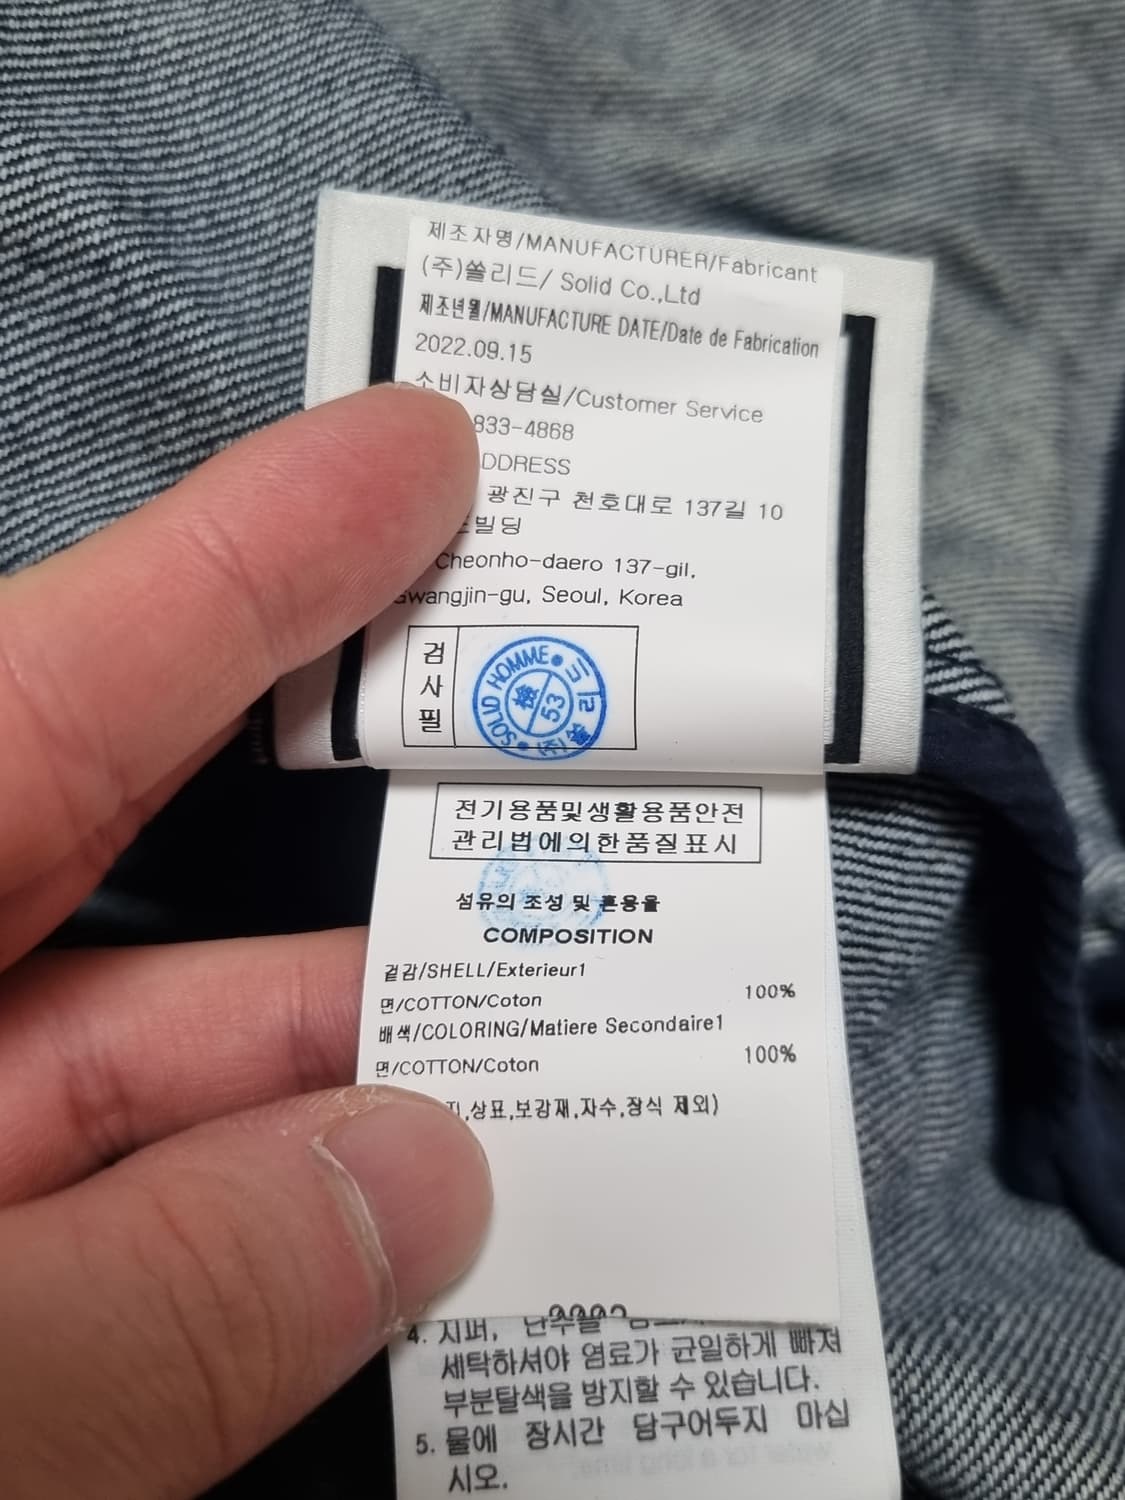 제조자명/MANUFACTURER/Fabricant
(주)쏠리드/ Solid Co.,Ltd
제조년월/MANUFACTURE DATE/Date de Fabrication
2022.09.15
소비자상담실/Customer Service
833-4868
DDRESS
광진구 천호대로 137길 10
빌딩
Cheonho-daero 137-gil,
Gwangjin-gu, Seoul, Korea
검
사
필
SOLID HOMME
(주)쏠리드
檢
53
전기용품및생활용품안전
관리법에의한품질표시
섬유의 조성 및 혼용율
COMPOSITION
겉감/SHELL/Exterieur1
면/COTTON/Coton 100%
배색/COLORING/Matiere Secondaire1
면/COTTON/Coton 100%
,상표,보강재,자수,장식 제외)
4. 지퍼, 단추를
세탁하셔야 염료가 균일하게 빠져
부분탈색을 방지할 수 있습니다.
5. 물에 장시간 담구어두지 마십
시오.